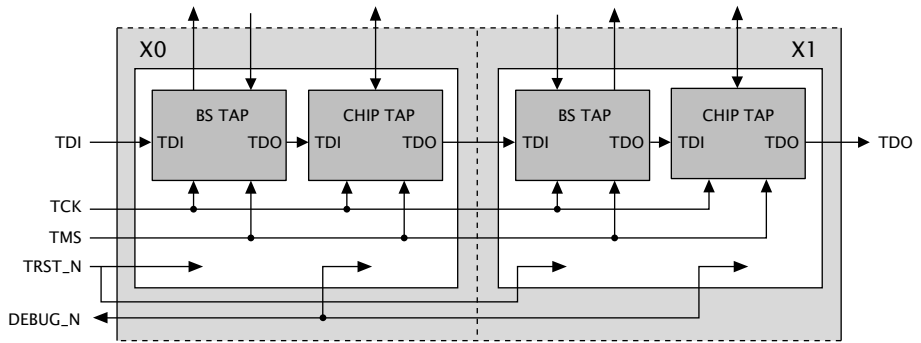 X0 X1
BS TAP CHIP TAP BS TAP CHIP TAP
TDI TDI TDO TDI TDO TDI TDO TDI TDO TDO
TCK
TMS
TRST_N
DEBUG_N